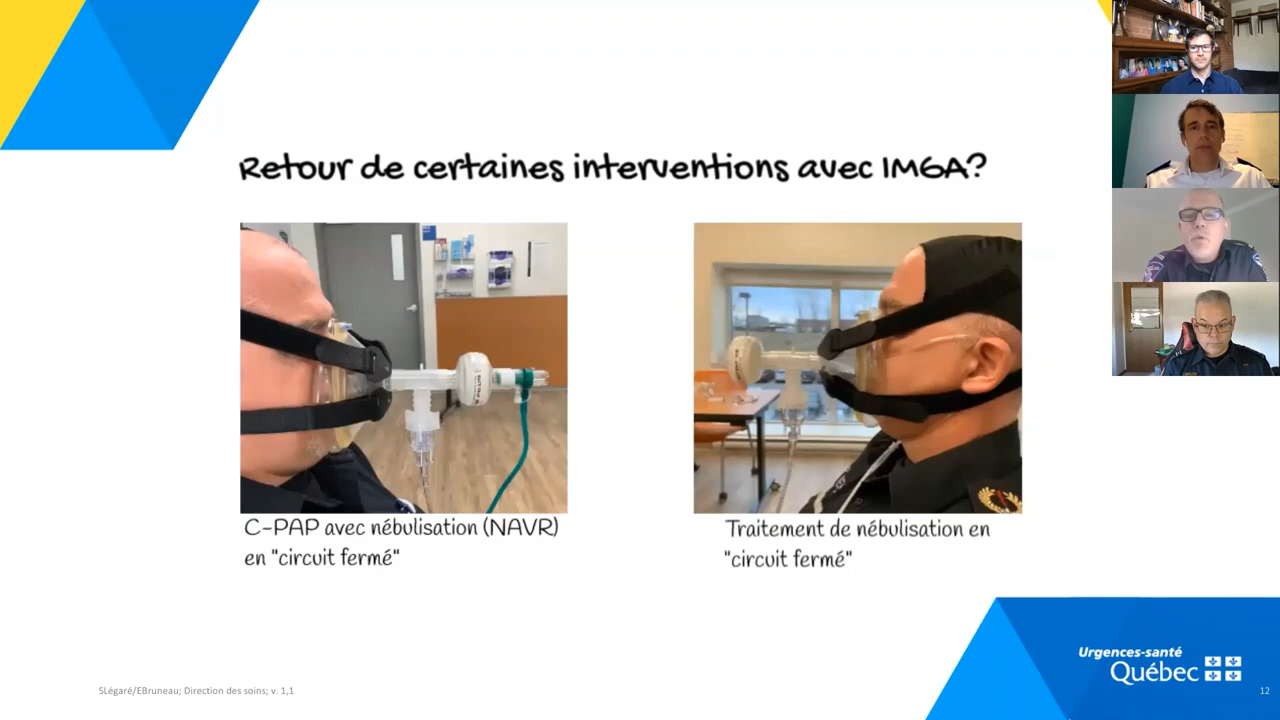 Retour de certaines interventions avec IMGA?
C-PAP avec nébulisation (NAVR)
en "circuit fermé"
Traitement de nébulisation en
"circuit fermé"
Urgences-santé
Québec
SLégaré/EBruneau; Direction des soins; v. 1,1
12